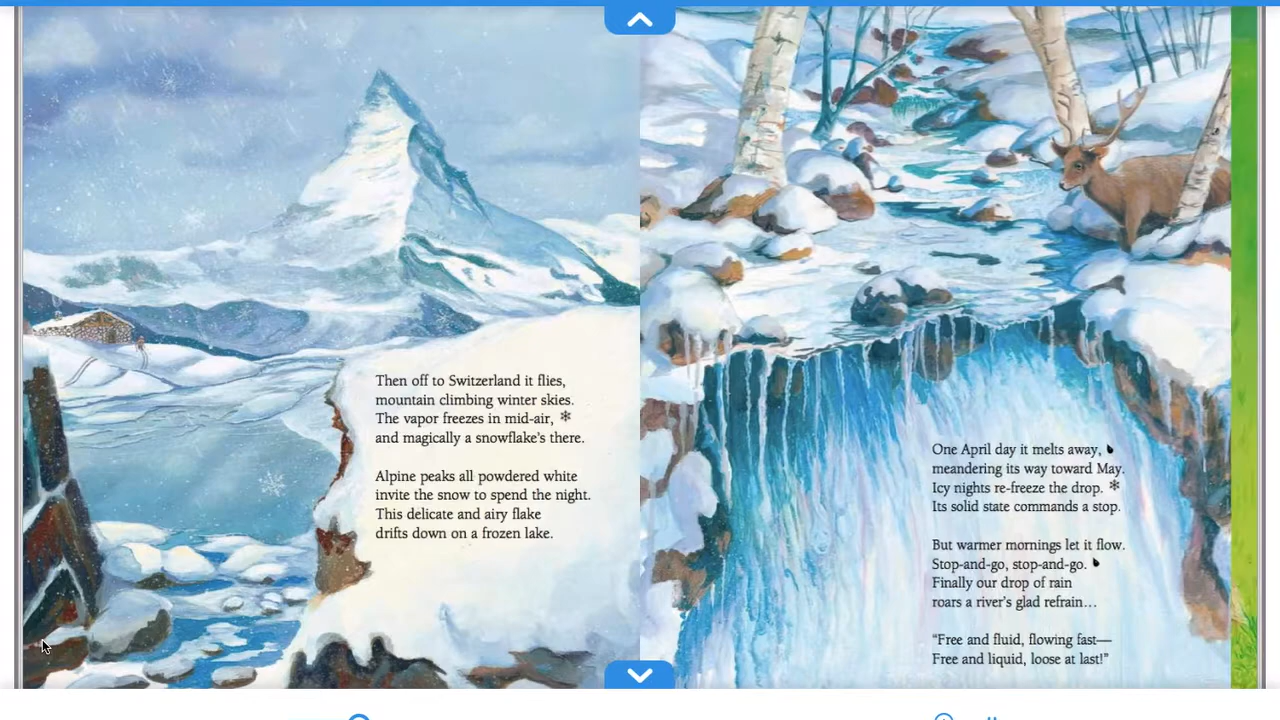 Then off to Switzerland it flies,
mountain climbing winter skies.
The vapor freezes in mid-air,
and magically a snowflake's there.
Alpine peaks all powdered white
invite the snow to spend the night.
This delicate and airy flake
drifts down on a frozen lake.
One April day it melts away,
meandering its way toward May.
Icy nights re-freeze the drop.
Its solid state commands a stop.
But warmer mornings let it flow.
Stop-and-go, stop-and-go.
Finally our drop of rain
roars a river's glad refrain…
“Free and fluid, flowing fast—
Free and liquid, loose at last!”